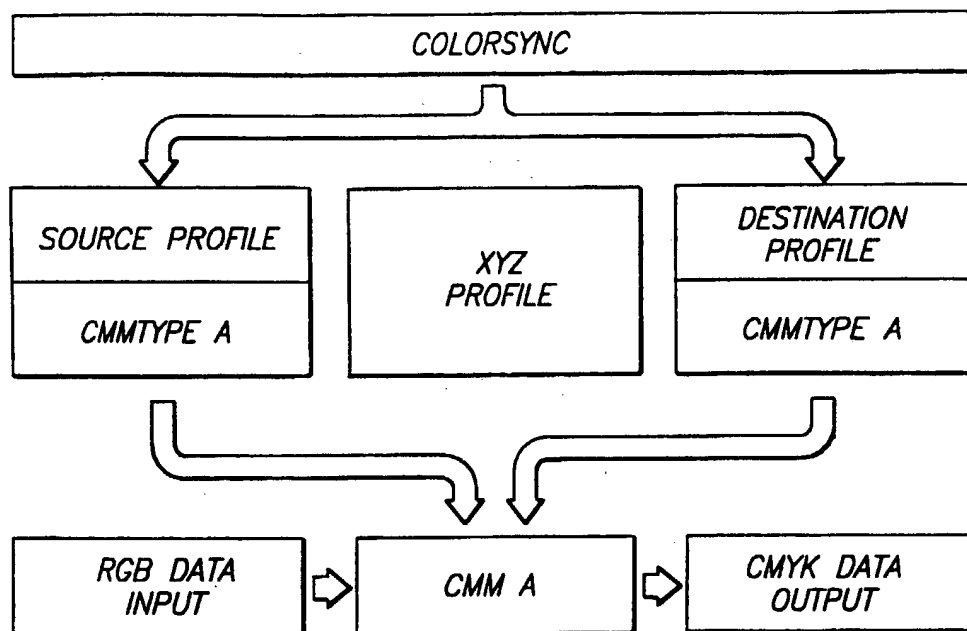 COLORSYNC
SOURCE PROFILE
CMMTYPE A
XYZ
PROFILE
DESTINATION
PROFILE
CMMTYPE A
RGB DATA
INPUT
CMM A
CMYK DATA
OUTPUT